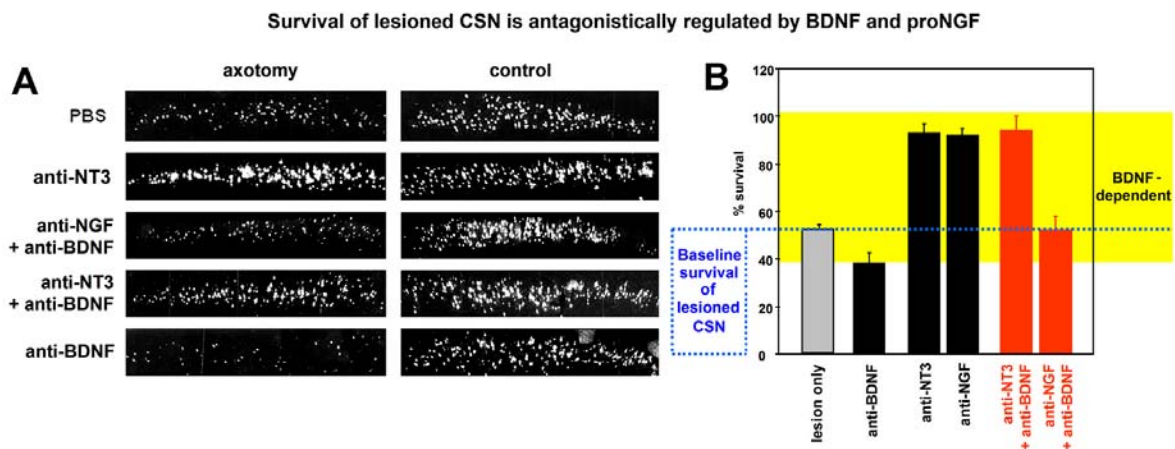 Survival of lesioned CSN is antagonistically regulated by BDNF and proNGF
A
axotomy
control
PBS
anti-NT3
anti-NGF
+ anti-BDNF
anti-NT3
+ anti-BDNF
anti-BDNF
B
120
100
80
60
40
20
0
% survival
BDNF -
dependent
Baseline
survival
of
lesioned
CSN
lesion only
anti-BDNF
anti-NT3
anti-NGF
anti-NT3
+ anti-BDNF
anti-NGF
+ anti-BDNF